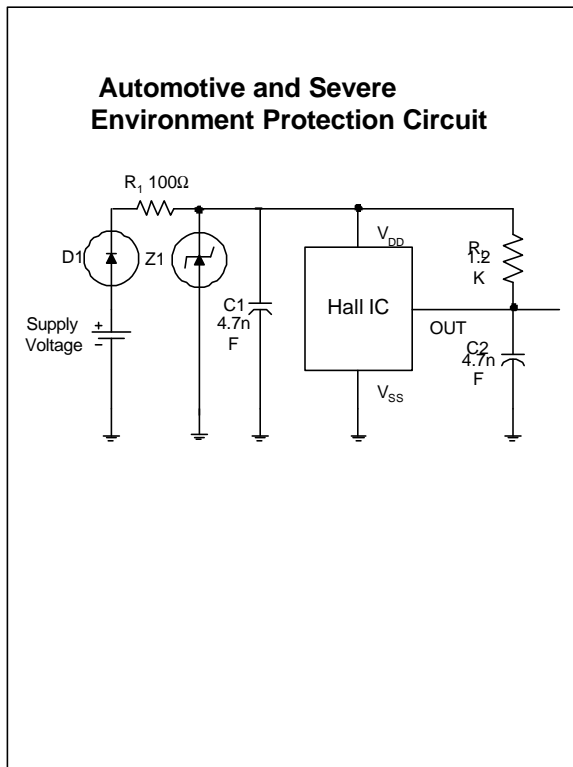 Automotive and Severe
Environment Protection Circuit
R1 100Ω
D1
Z1
Supply
Voltage
+
−
C1
4.7n
F
VDD
Hall IC
VSS
OUT
RL
1.2
K
C2
4.7n
F